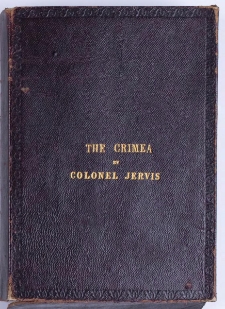 THE CRIMEA
BY
COLONEL JERVIS